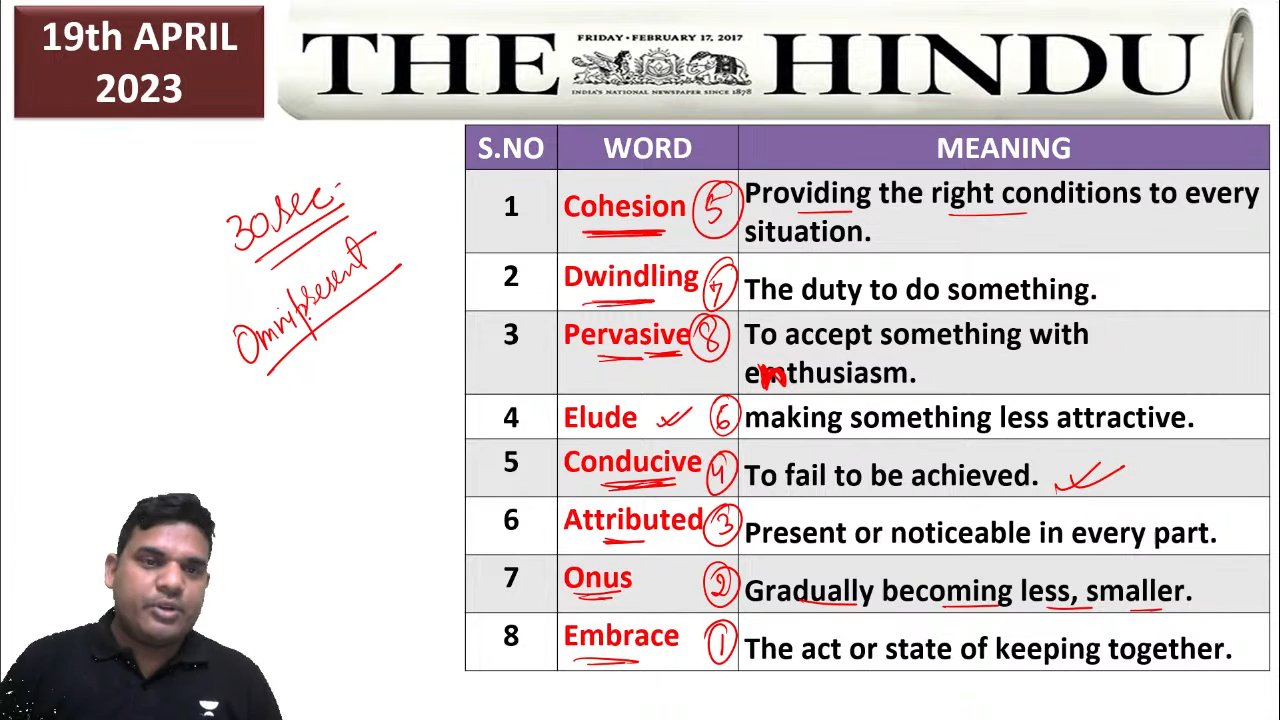 19th APRIL
2023
THE HINDU
FRIDAY • FEBRUARY 17, 2017
INDIA'S NATIONAL NEWSPAPER SINCE 1878
30sec
Omnipresent
S.NO WORD MEANING
1 Cohesion 5 Providing the right conditions to every
situation.
2 Dwindling 7 The duty to do something.
3 Pervasive 8 To accept something with
enthusiasm.
4 Elude 6 making something less attractive.
5 Conducive 4 To fail to be achieved.
6 Attributed 3 Present or noticeable in every part.
7 Onus 2 Gradually becoming less, smaller.
8 Embrace 1 The act or state of keeping together.